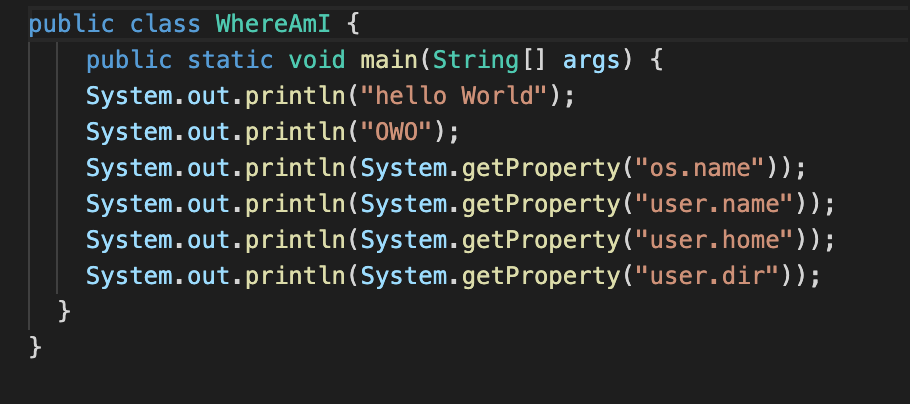 public class WhereAmI {
    public static void main(String[] args) {
    System.out.println("hello World");
    System.out.println("OWO");
    System.out.println(System.getProperty("os.name"));
    System.out.println(System.getProperty("user.name"));
    System.out.println(System.getProperty("user.home"));
    System.out.println(System.getProperty("user.dir"));
  }
}